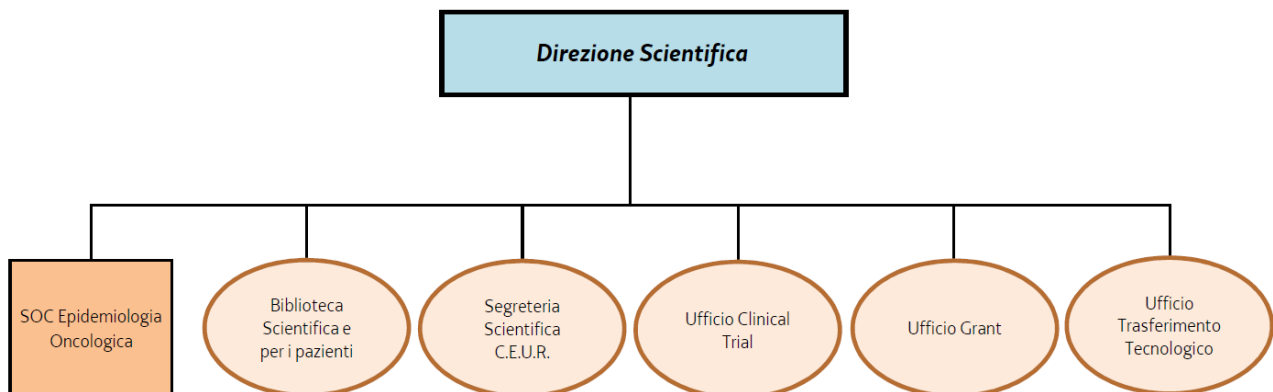 Direzione Scientifica
SOC Epidemiologia
Oncologica
Biblioteca
Scientifica e
per i pazienti
Segreteria
Scientifica
C.E.U.R.
Ufficio Clinical
Trial
Ufficio Grant
Ufficio
Trasferimento
Tecnologico